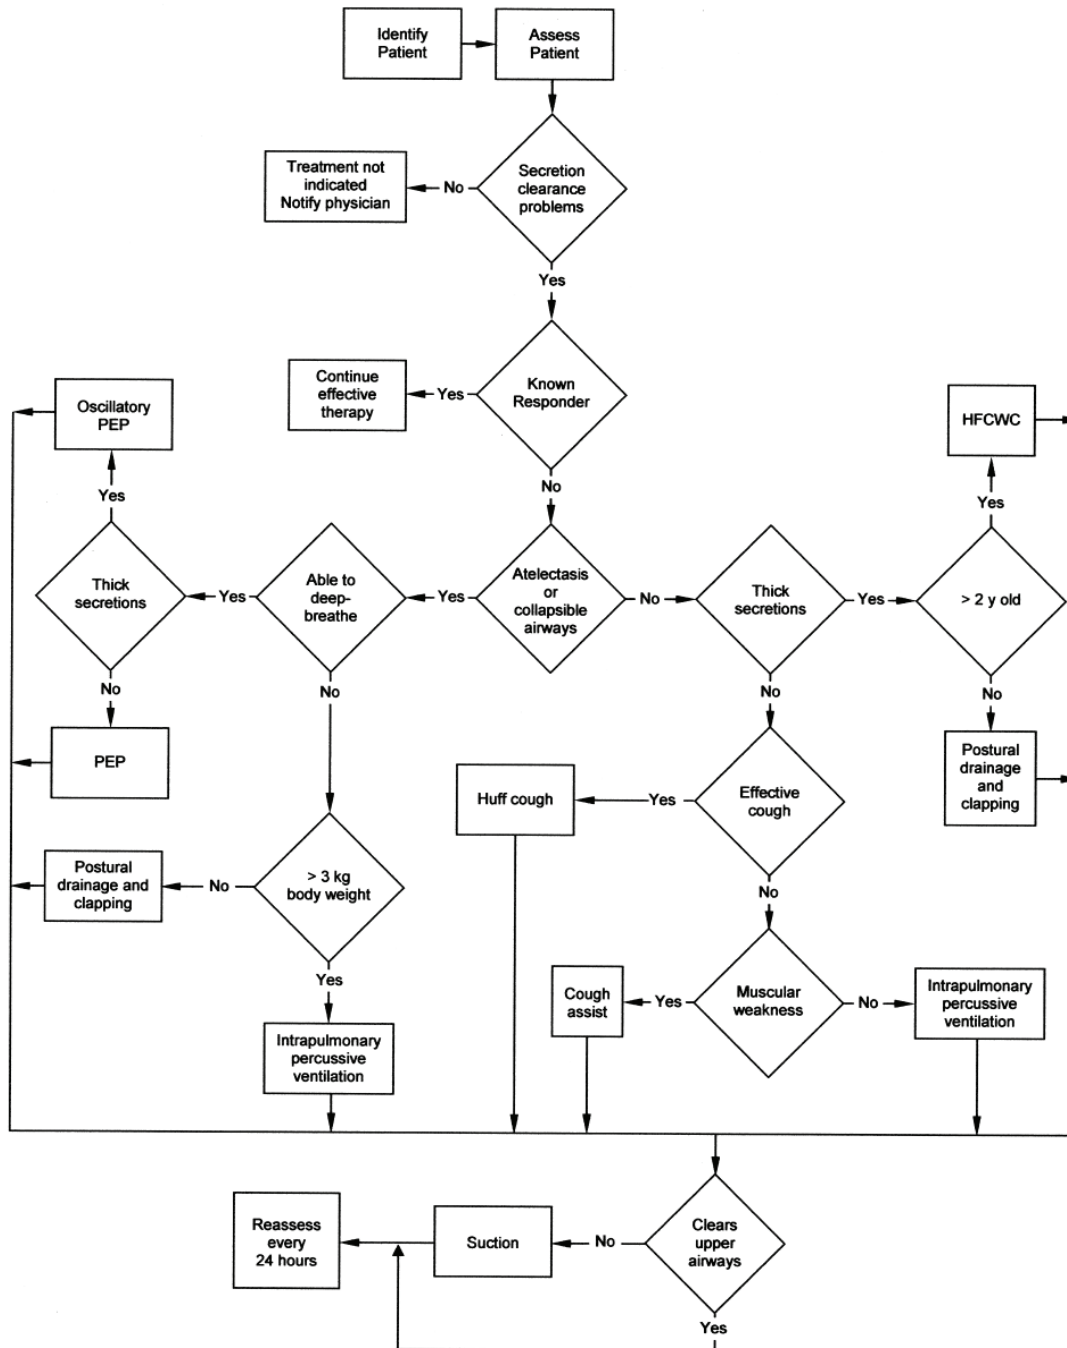 Identify
Patient
Assess
Patient
Treatment not
indicated
Notify physician
No
Secretion
clearance
problems
Yes
Continue
effective
therapy
Yes
Known
Responder
No
Oscillatory
PEP
HFCWC
Yes
Yes
Thick
secretions
Yes
Able to
deep-
breathe
Yes
Atelectasis
or
collapsible
airways
No
Thick
secretions
Yes
> 2 y old
No
No
No
No
PEP
Postural
drainage
and
clapping
Huff cough
Yes
Effective
cough
Postural
drainage and
clapping
No
> 3 kg
body weight
No
Yes
Cough
assist
Yes
Muscular
weakness
No
Intrapulmonary
percussive
ventilation
Intrapulmonary
percussive
ventilation
Reassess
every
24 hours
Suction
No
Clears
upper
airways
Yes